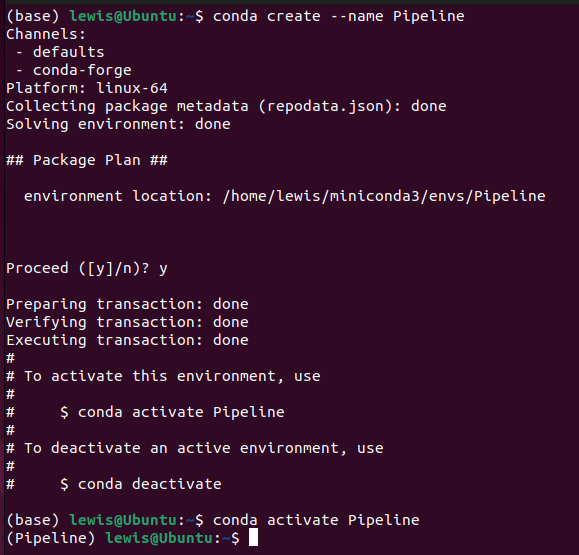 (base) lewis@Ubuntu:~$ conda create --name Pipeline
Channels:
 - defaults
 - conda-forge
Platform: linux-64
Collecting package metadata (repodata.json): done
Solving environment: done
## Package Plan ##
  environment location: /home/lewis/miniconda3/envs/Pipeline
Proceed ([y]/n)? y
Preparing transaction: done
Verifying transaction: done
Executing transaction: done
#
# To activate this environment, use
#
#     $ conda activate Pipeline
#
# To deactivate an active environment, use
#
#     $ conda deactivate
(base) lewis@Ubuntu:~$ conda activate Pipeline
(Pipeline) lewis@Ubuntu:~$